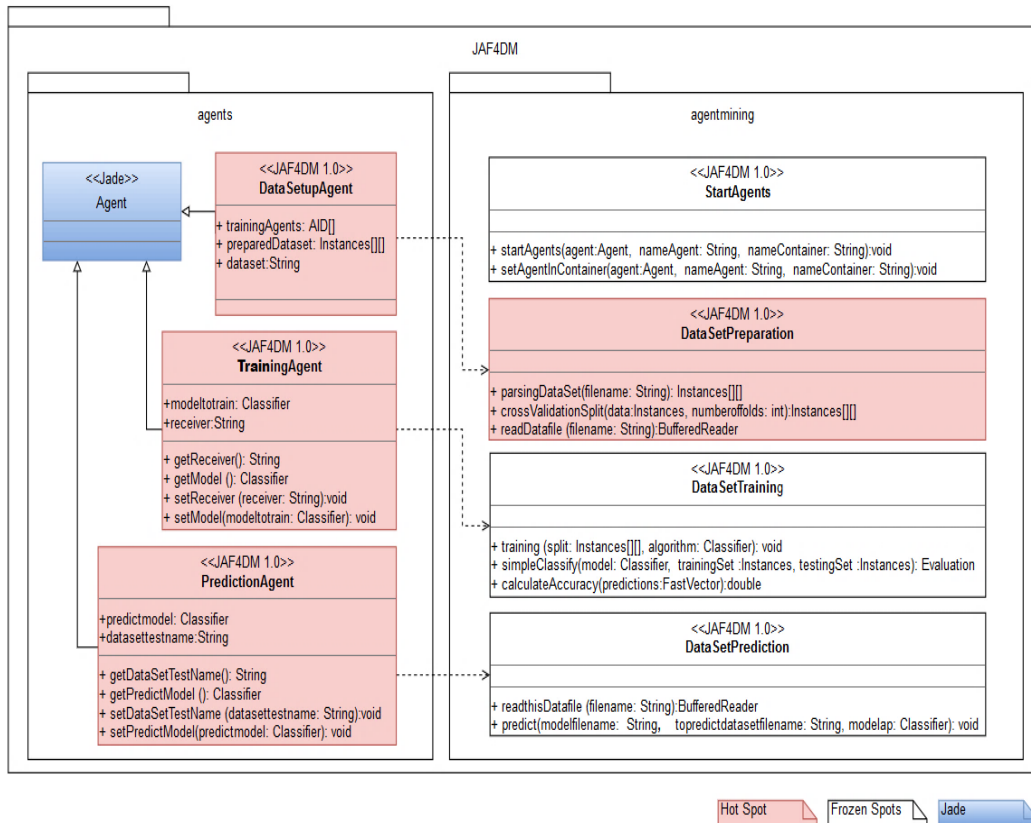 JAF4DM
agents
<<Jade>>
Agent
<<JAF4DM 1.0>>
DataSetupAgent
+ trainingAgents: AID[]
+ preparedDataset: Instances[][]
+ dataset:String
<<JAF4DM 1.0>>
TrainingAgent
+modeltotrain: Classifier
+receiver:String
+ getReceiver(): String
+ getModel (): Classifier
+ setReceiver (receiver: String):void
+ setModel(modeltotrain: Classifier): void
<<JAF4DM 1.0>>
PredictionAgent
+predictmodel: Classifier
+datasettestname:String
+ getDataSetTestName(): String
+ getPredictModel (): Classifier
+ setDataSetTestName (datasettestname: String):void
+ setPredictModel(predictmodel: Classifier): void
agentmining
<<JAF4DM 1.0>>
StartAgents
+ startAgents(agent:Agent, nameAgent: String, nameContainer: String):void
+ setAgentInContainer(agent:Agent, nameAgent: String, nameContainer: String):void
<<JAF4DM 1.0>>
DataSetPreparation
+ parsingDataSet(filename: String): Instances[][]
+ crossValidationSplit(data:Instances, numberoffolds: int):Instances[][]
+ readDatafile (filename: String):BufferedReader
<<JAF4DM 1.0>>
DataSetTraining
+ training (split: Instances[][], algorithm: Classifier): void
+ simpleClassify(model: Classifier, trainingSet :Instances, testingSet :Instances): Evaluation
+ calculateAccuracy(predictions:FastVector):double
<<JAF4DM 1.0>>
DataSetPrediction
+ readthisDatafile (filename: String):BufferedReader
+ predict(modelfilename: String, topredictdatasetfilename: String, modelap: Classifier): void
Hot Spot
Frozen Spots
Jade